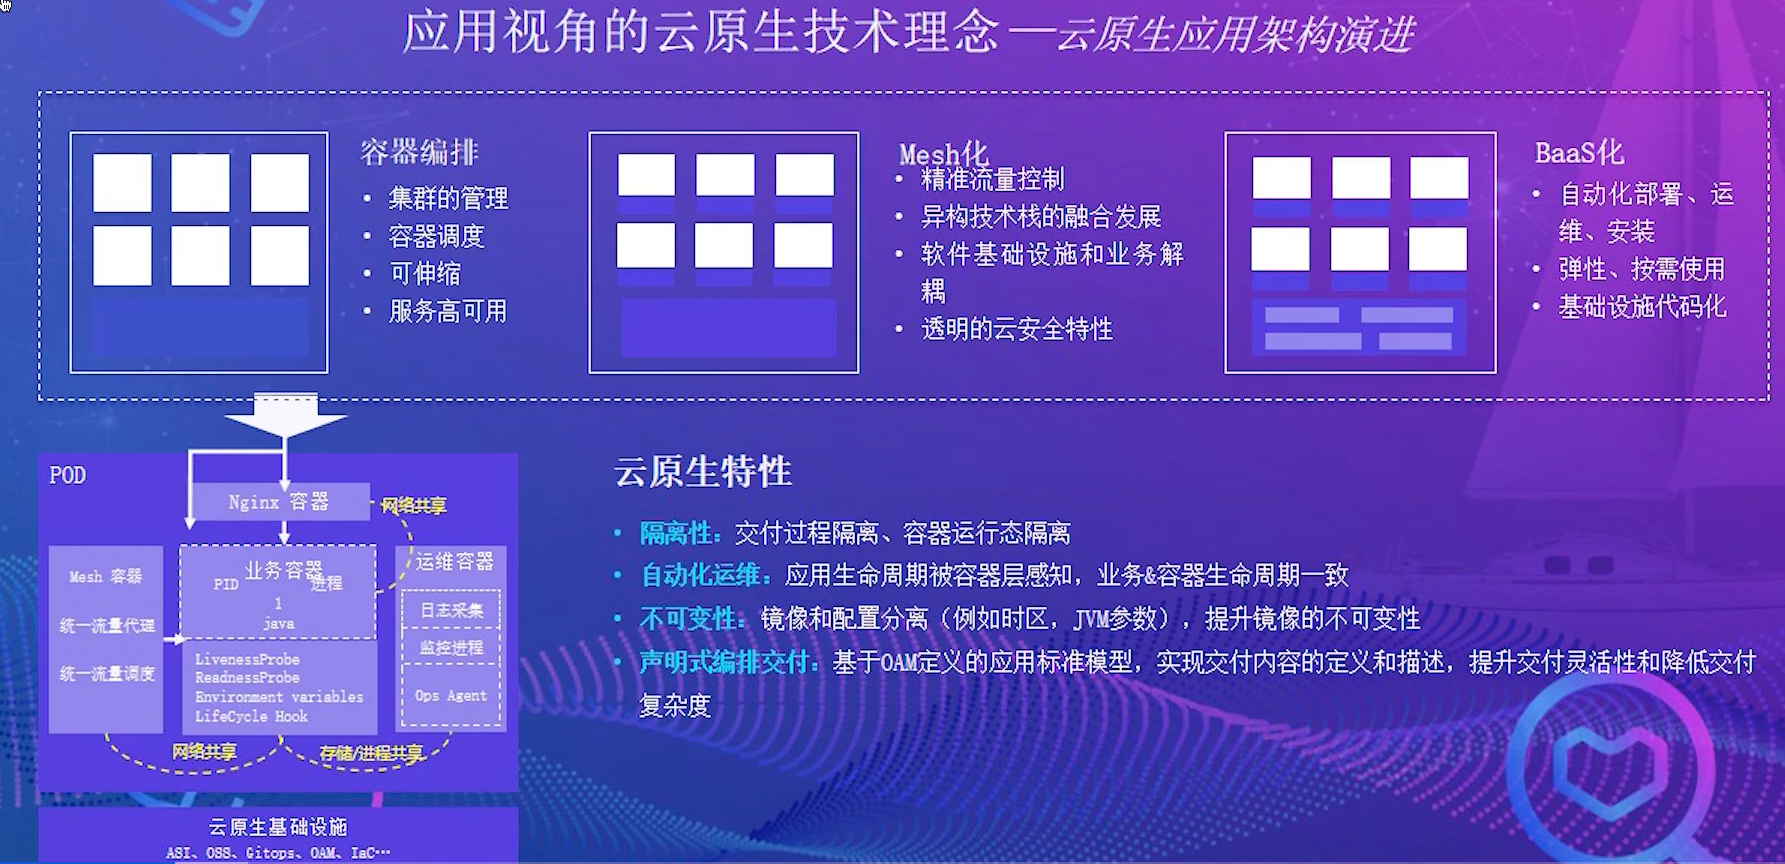 应用视角的云原生技术理念—云原生应用架构演进
容器编排
• 集群的管理
• 容器调度
• 可伸缩
• 服务高可用
Mesh化
• 精准流量控制
• 异构技术栈的融合发展
• 软件基础设施和业务解
耦
• 透明的云安全特性
BaaS化
• 自动化部署、运
维、安装
• 弹性、按需使用
• 基础设施代码化
POD
Nginx 容器
网络共享
Mesh 容器
统一流量代理
统一流量调度
业务容器
PID 进程
1
java
LivenessProbe
ReadnessProbe
Environment variables
LifeCycle Hook
运维容器
日志采集
监控进程
Ops Agent
网络共享
存储/进程共享
云原生基础设施
ASI、OSS、Gitops、OAM、IaC…
云原生特性
• 隔离性：交付过程隔离、容器运行态隔离
• 自动化运维：应用生命周期被容器层感知，业务&容器生命周期一致
• 不可变性：镜像和配置分离（例如时区，JVM参数），提升镜像的不可变性
• 声明式编排交付：基于OAM定义的应用标准模型，实现交付内容的定义和描述，提升交付灵活性和降低交付
复杂度